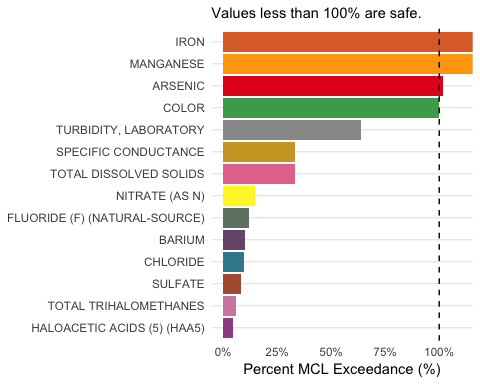 Values less than 100% are safe.
IRON
MANGANESE
ARSENIC
COLOR
TURBIDITY, LABORATORY
SPECIFIC CONDUCTANCE
TOTAL DISSOLVED SOLIDS
NITRATE (AS N)
FLUORIDE (F) (NATURAL-SOURCE)
BARIUM
CHLORIDE
SULFATE
TOTAL TRIHALOMETHANES
HALOACETIC ACIDS (5) (HAA5)
0% 25% 50% 75% 100%
Percent MCL Exceedance (%)